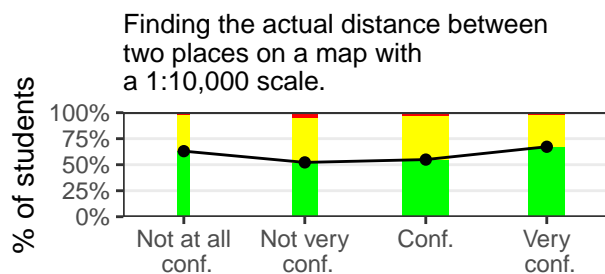 Finding the actual distance between
two places on a map with
a 1:10,000 scale.
% of students
100%
75%
50%
25%
0%
Not at all
conf.
Not very
conf.
Conf.
Very
conf.